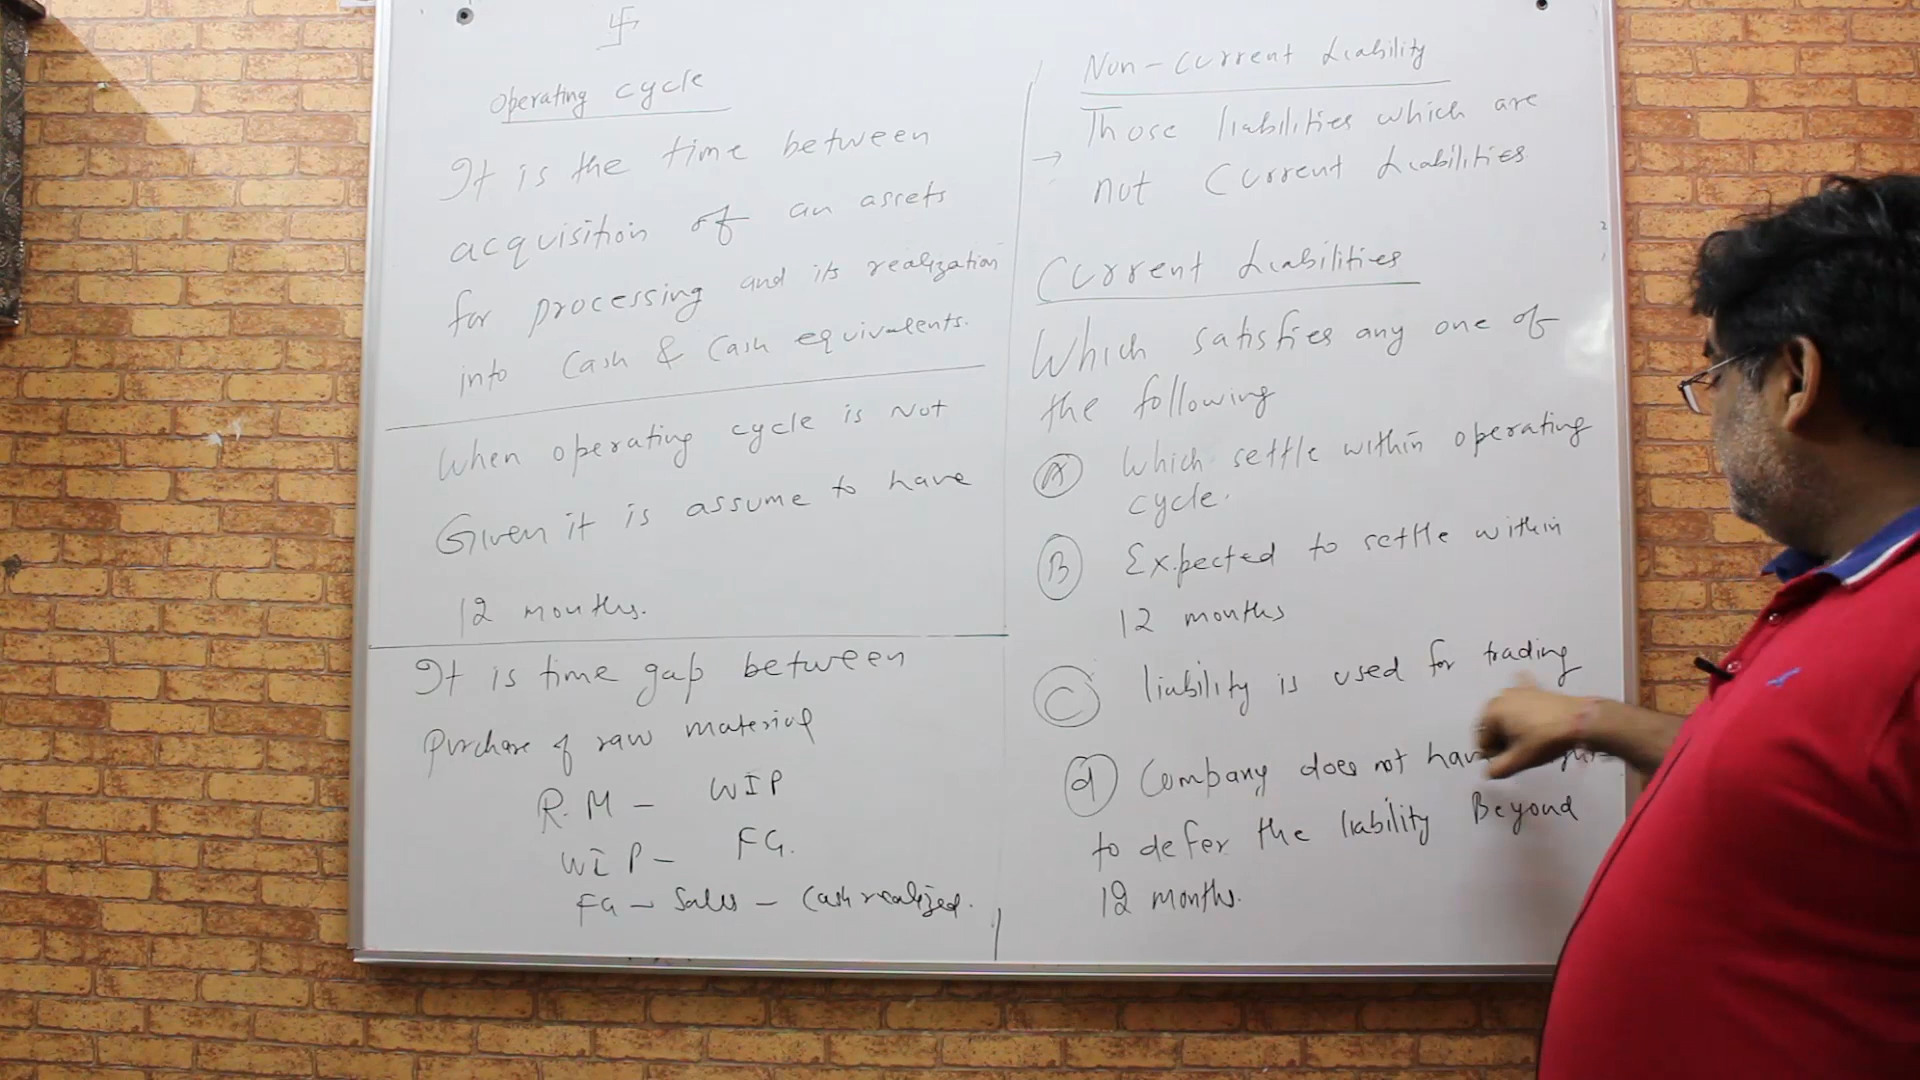 Operating cycle
It is the time between
acquisition of an assets
for processing and its realization
into Cash & Cash equivalents.
When operating cycle is Not
Given it is assume to have
12 months.
It is time gap between
Purchase of raw material
R.M - WIP
WIP - FG.
FG - Sales - Cash realized.
Non-Current Liability
→ Those liabilities which are
not Current Liabilities
Current Liabilities
Which satisfies any one of
the following
A Which settle within operating
cycle.
B Expected to settle within
12 months
C liability is used for trading
d Company does not
to defer the liability Beyond
12 months.